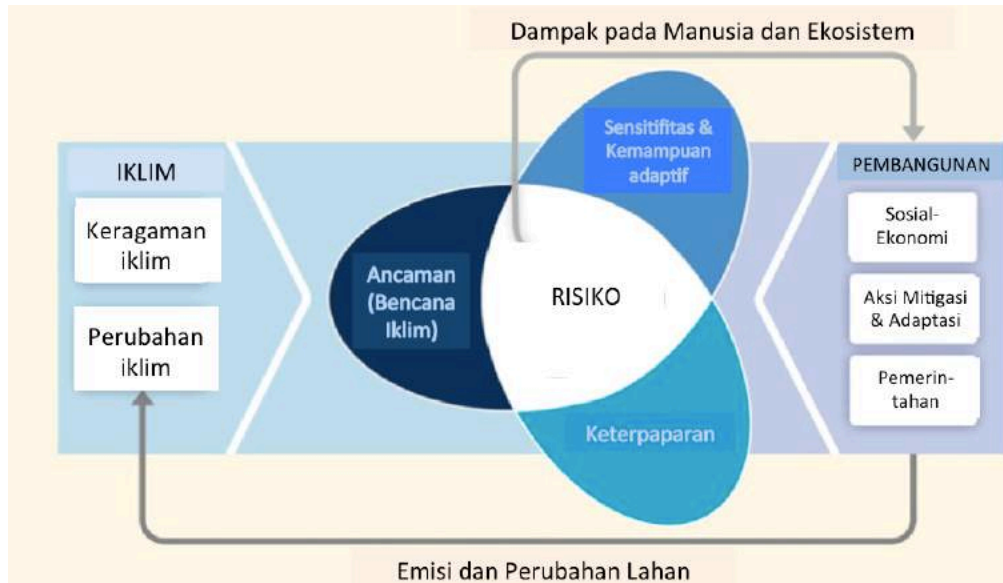 Dampak pada Manusia dan Ekosistem
IKLIM
Keragaman
iklim
Perubahan
iklim
Ancaman
(Bencana
Iklim)
Sensitifitas &
Kemampuan
adaptif
RISIKO
Keterpaparan
PEMBANGUNAN
Sosial-
Ekonomi
Aksi Mitigasi
& Adaptasi
Pemerin-
tahan
Emisi dan Perubahan Lahan